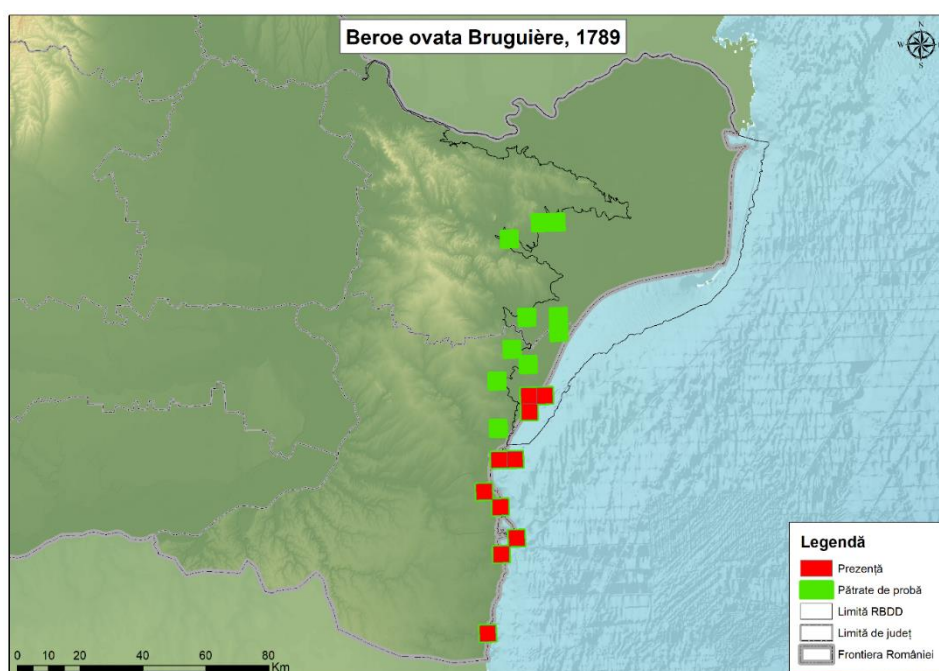 Beroe ovata Bruguière, 1789
N
W
S
Legendă
Prezență
Pătrate de probă
Limită RBDD
Limită de județ
Frontiera României
0 10 20 40 60 80
Km